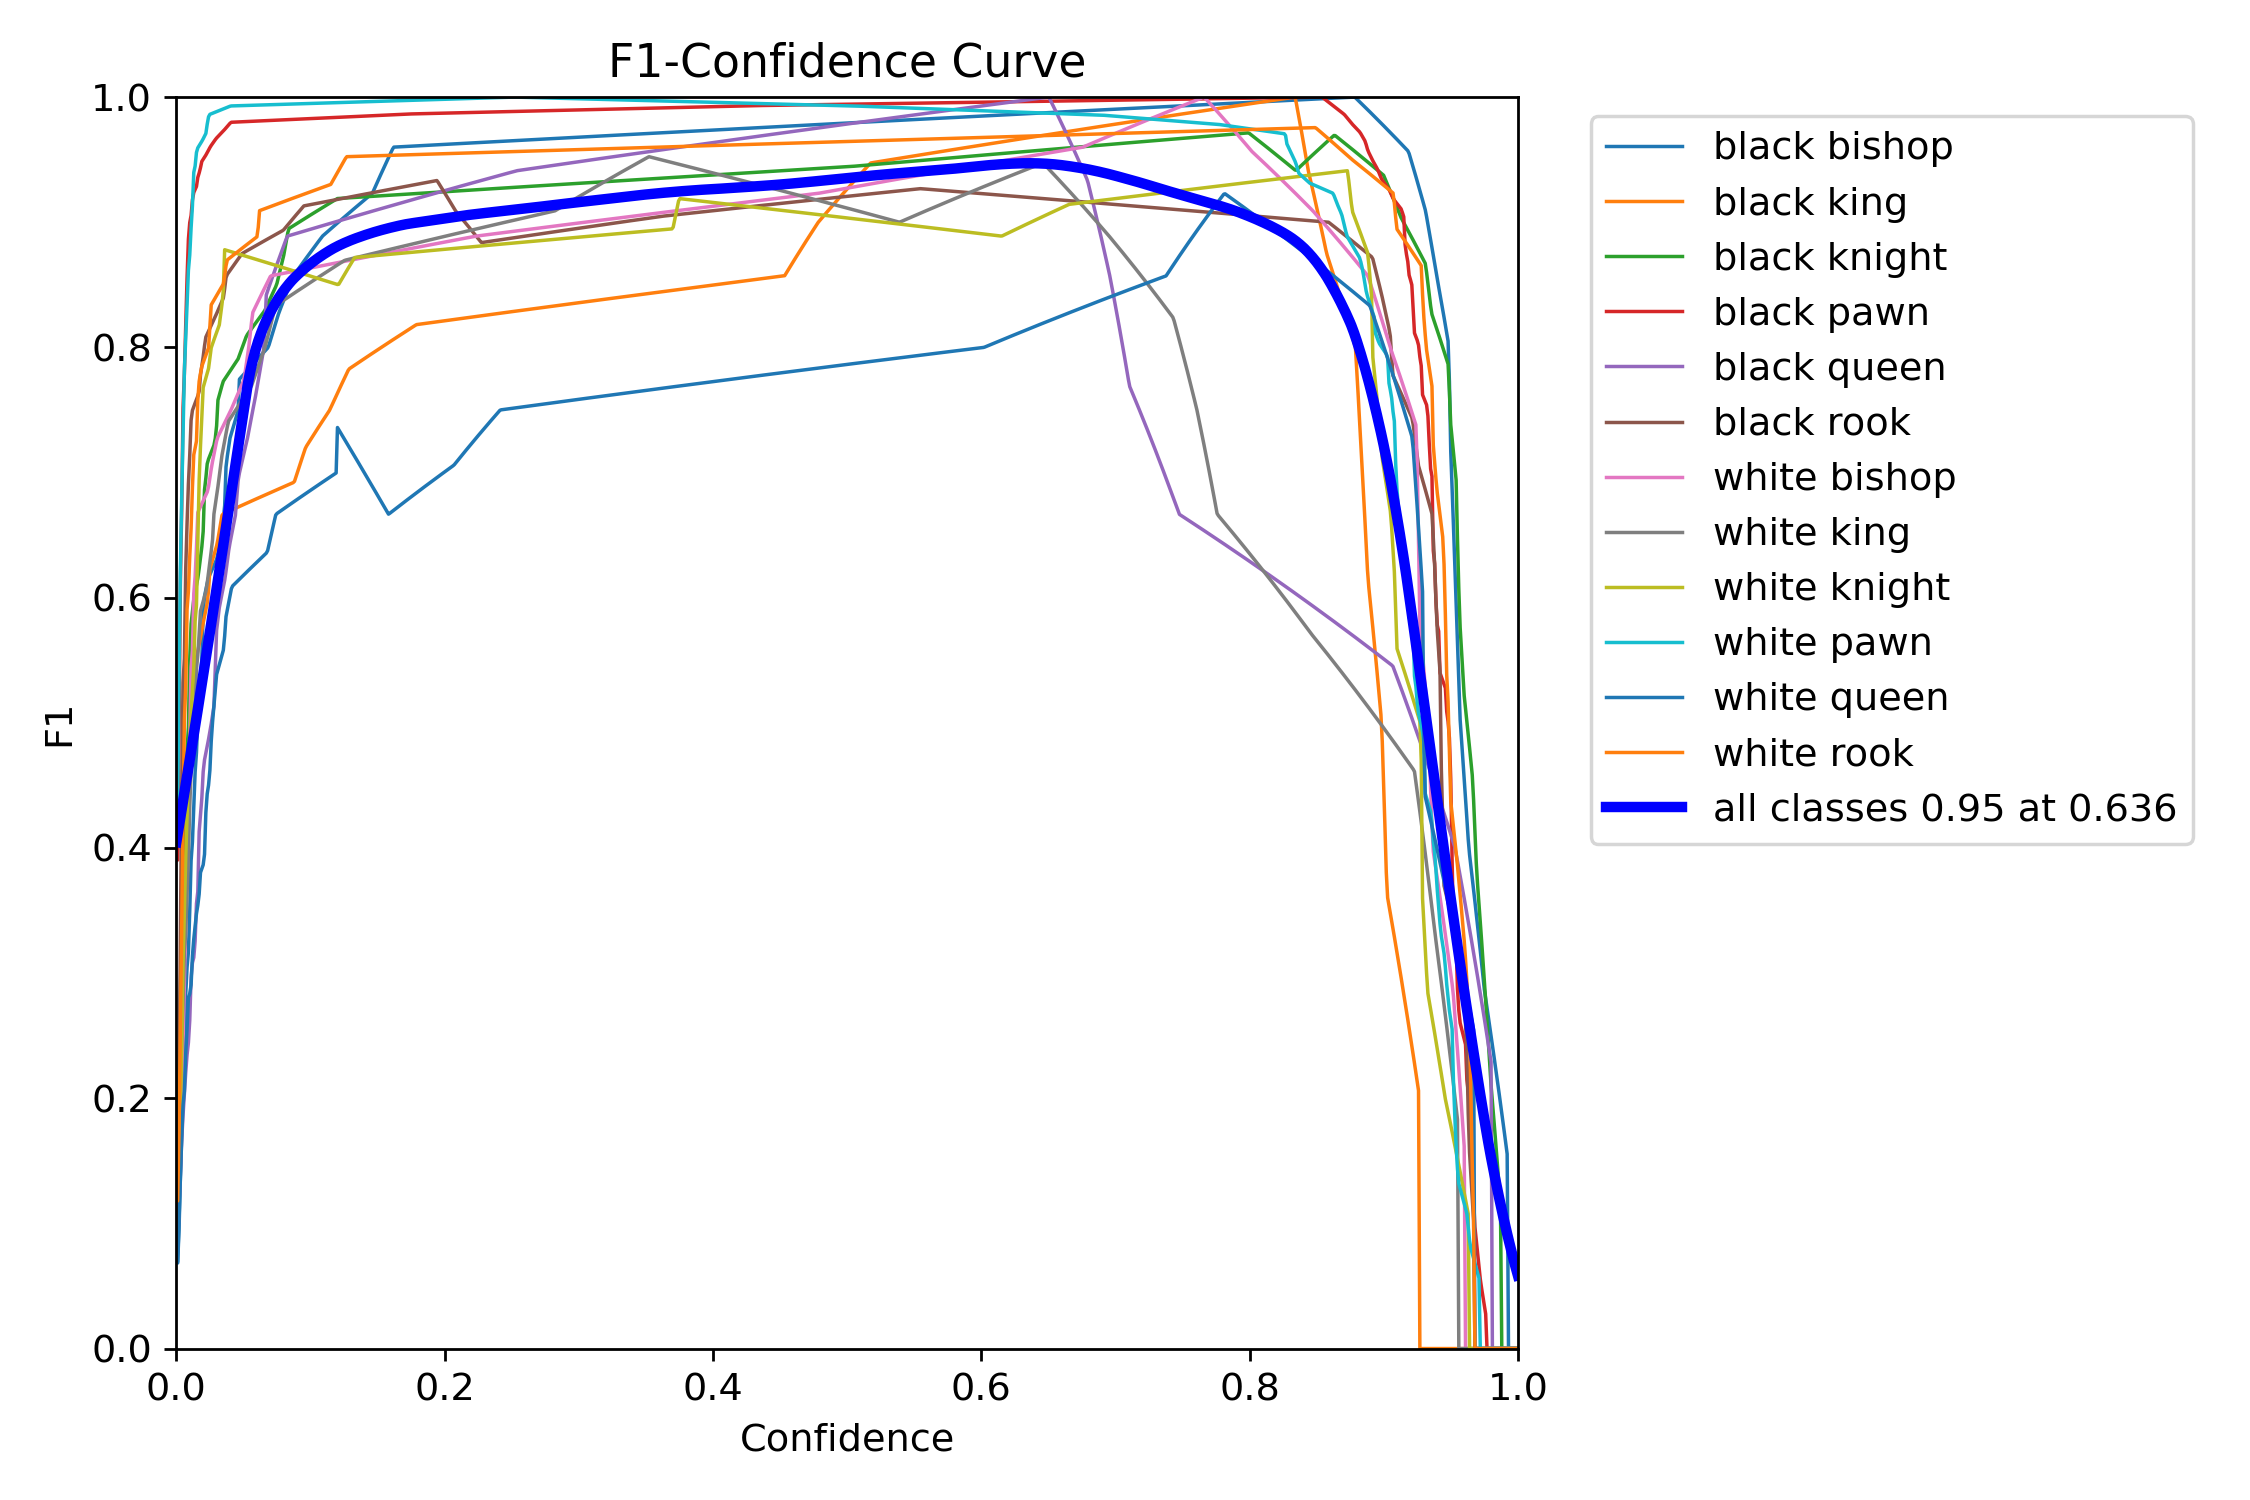 F1-Confidence Curve
1.0
0.8
0.6
0.4
0.2
0.0
F1
0.0 0.2 0.4 0.6 0.8 1.0
Confidence
black bishop
black king
black knight
black pawn
black queen
black rook
white bishop
white king
white knight
white pawn
white queen
white rook
all classes 0.95 at 0.636